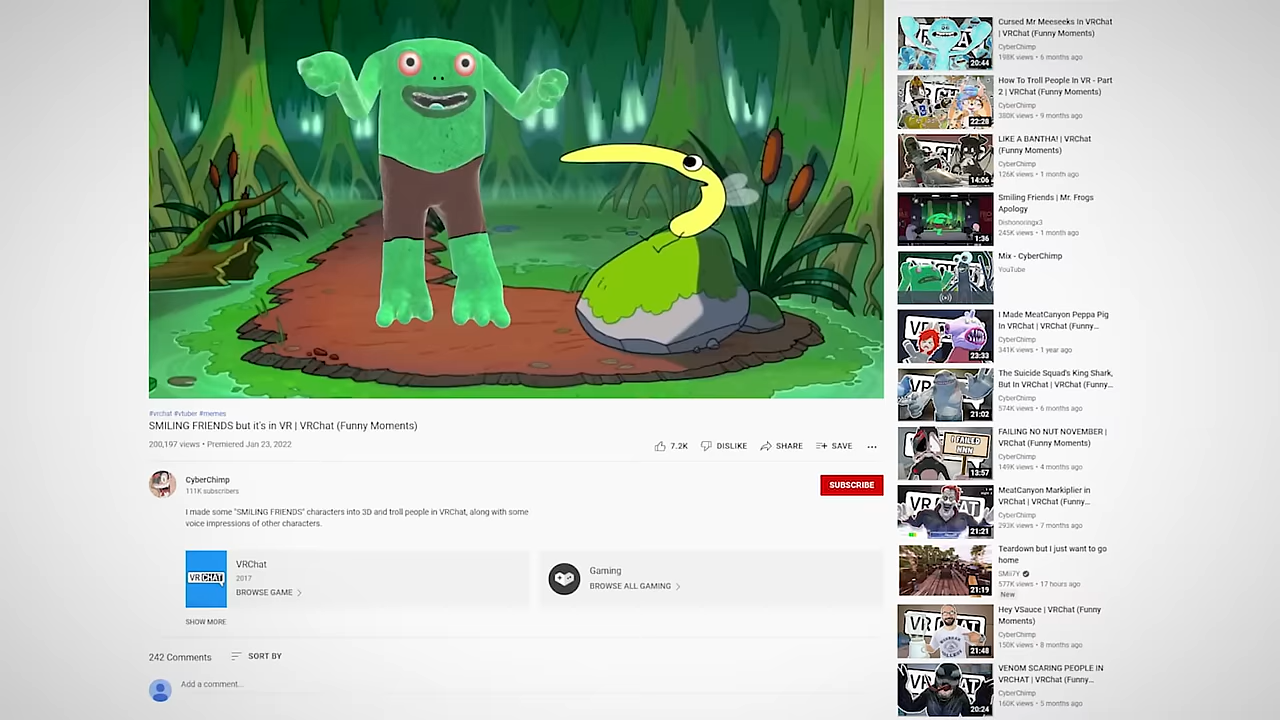 #vrchat #vtuber #memes
SMILING FRIENDS but it's in VR | VRChat (Funny Moments)
200,197 views • Premiered Jan 23, 2022
7.2K
DISLIKE
SHARE
SAVE
CyberChimp
111K subscribers
SUBSCRIBE
I made some "SMILING FRIENDS" characters into 3D and troll people in VRChat, along with some
voice impressions of other characters.
VRCHAT
VRChat
2017
BROWSE GAME
Gaming
BROWSE ALL GAMING
SHOW MORE
242 Comments
SORT BY
Add a comment...
20:44
Cursed Mr Meeseeks In VRChat
| VRChat (Funny Moments)
CyberChimp
198K views • 6 months ago
22:28
How To Troll People In VR - Part
2 | VRChat (Funny Moments)
CyberChimp
380K views • 9 months ago
14:06
LIKE A BANTHA! | VRChat
(Funny Moments)
CyberChimp
126K views • 1 month ago
1:36
Smiling Friends | Mr. Frogs
Apology
Dishonoringx3
245K views • 1 month ago
Mix - CyberChimp
YouTube
23:33
I Made MeatCanyon Peppa Pig
In VRChat | VRChat (Funny...
CyberChimp
341K views • 1 year ago
21:02
The Suicide Squad's King Shark,
But In VRChat | VRChat (Funny...
CyberChimp
574K views • 6 months ago
I FAILED
NNN
13:57
FAILING NO NUT NOVEMBER |
VRChat (Funny Moments)
CyberChimp
149K views • 4 months ago
21:21
MeatCanyon Markiplier in
VRChat | VRChat (Funny...
CyberChimp
293K views • 7 months ago
21:19
Teardown but I just want to go
home
SMii7Y
577K views • 17 hours ago
New
21:48
Hey VSauce | VRChat (Funny
Moments)
CyberChimp
150K views • 8 months ago
20:24
VENOM SCARING PEOPLE IN
VRCHAT | VRChat (Funny...
CyberChimp
160K views • 5 months ago